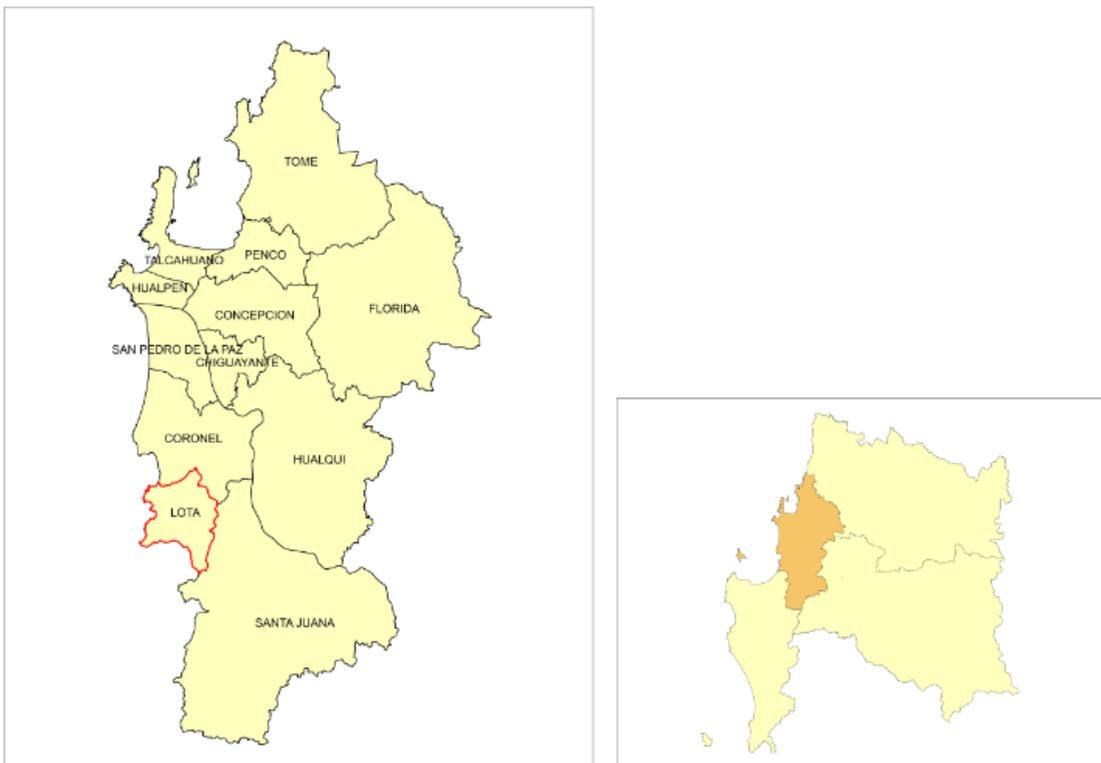 TOME
TALCAHUANO
PENCO
HUALPEN
CONCEPCION
FLORIDA
SAN PEDRO DE LA PAZ
CHIGUAYANTE
CORONEL
HUALQUI
LOTA
SANTA JUANA